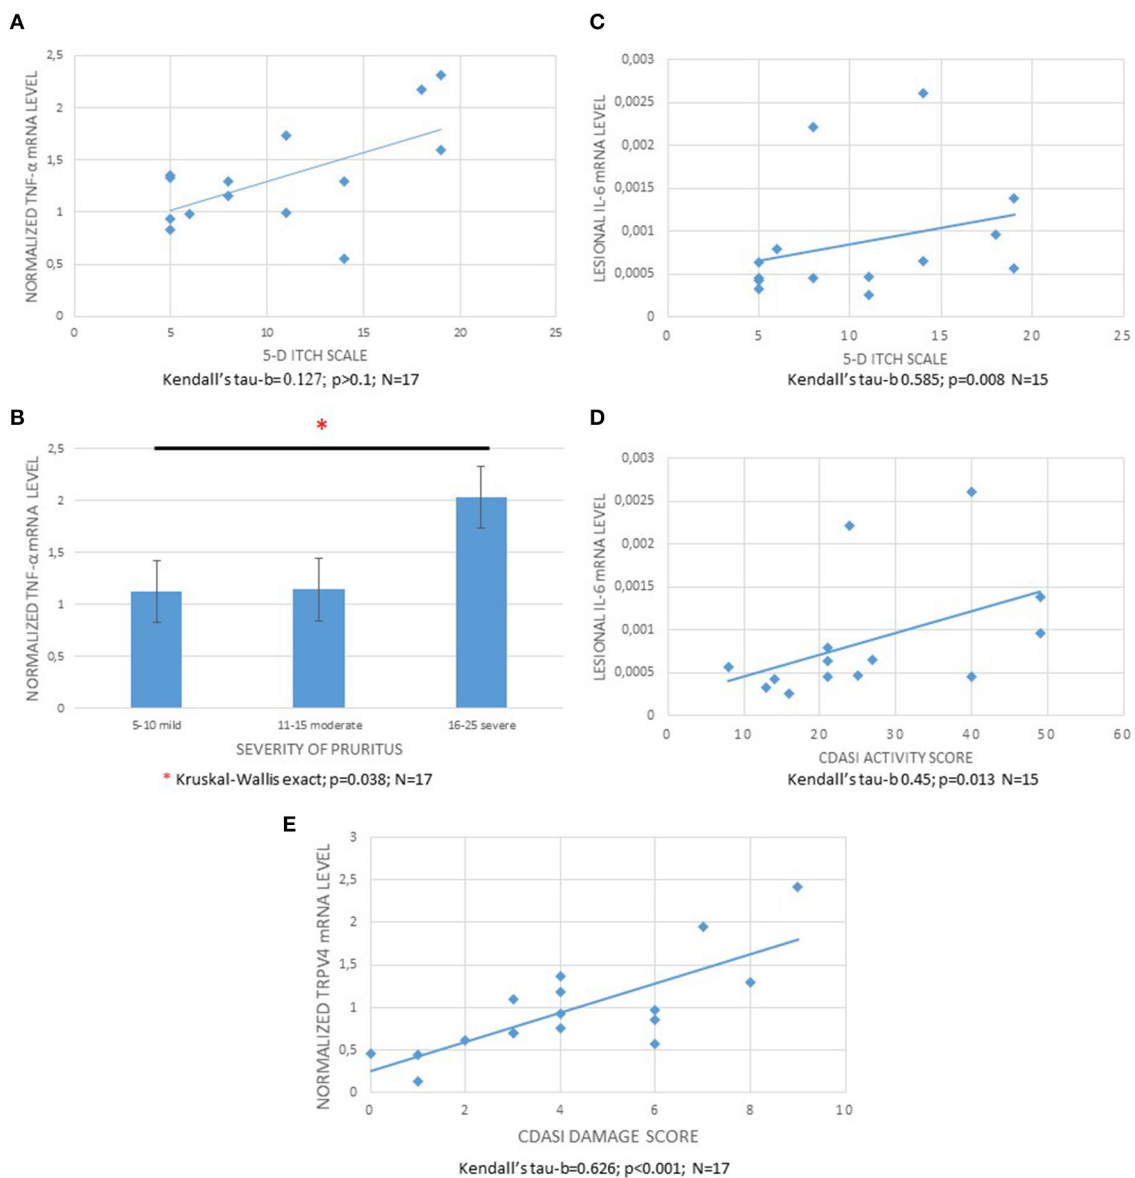 A
NORMALIZED TNF-α mRNA LEVEL
2,5
2
1,5
1
0,5
0
0 5 10 15 20 25
5-D ITCH SCALE
Kendall's tau-b= 0.127; p>0.1; N=17
C
LESIONAL IL-6 mRNA LEVEL
0,003
0,0025
0,002
0,0015
0,001
0,0005
0
0 5 10 15 20 25
5-D ITCH SCALE
Kendall's tau-b 0.585; p=0.008 N=15
B
NORMALIZED TNF-α mRNA LEVEL
*
2,5
2
1,5
1
0,5
0
5-10 mild 11-15 moderate 16-25 severe
SEVERITY OF PRURITUS
* Kruskal-Wallis exact; p=0.038; N=17
D
LESIONAL IL-6 mRNA LEVEL
0,003
0,0025
0,002
0,0015
0,001
0,0005
0
0 10 20 30 40 50 60
CDASI ACTIVITY SCORE
Kendall's tau-b 0.45; p=0.013 N=15
E
NORMALIZED TRPV4 mRNA LEVEL
3
2,5
2
1,5
1
0,5
0
0 2 4 6 8 10
CDASI DAMAGE SCORE
Kendall's tau-b=0.626; p<0.001; N=17